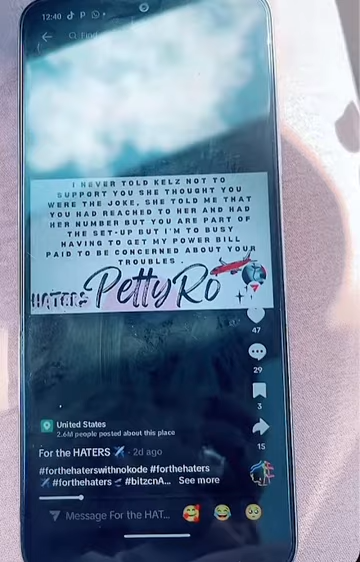 12:40
Find
I NEVER TOLD KELZ NOT TO
SUPPORT YOU SHE THOUGHT YOU
WERE THE JOKE, SHE TOLD ME THAT
YOU HAD REACHED TO HER AND HAD
HER NUMBER BUT YOU ARE PART OF
THE SET-UP BUT I'M TO BUSY
HAVING TO GET MY POWER BILL
PAID TO BE CONCERNED ABOUT YOUR
TROUBLES .
HATERS PettyRo
47
29
3
15
United States
2.6M people posted about this place
For the HATERS ✈️ · 2d ago
#forthehaterswithnokode #forthehaters
✈️ #forthehaters 🛫 #bitzcnA... See more
Message For the HAT...